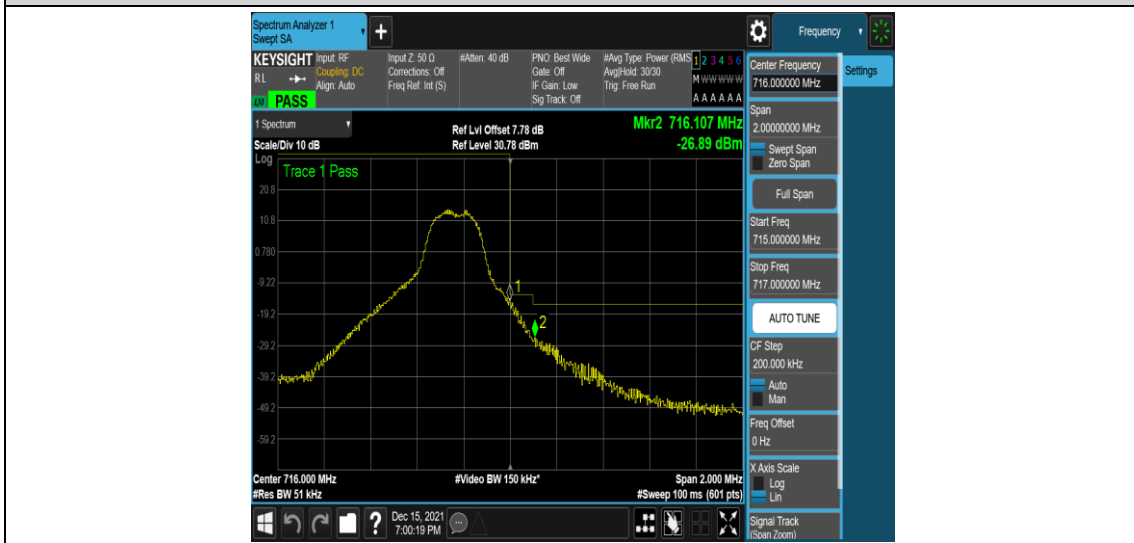 Spectrum Analyzer 1
Swept SA
Frequency
KEYSIGHT
RL
PASS
Input: RF
Coupling: DC
Align: Auto
Input Z: 50 Ω
Corrections: Off
Freq Ref: Int (S)
#Atten: 40 dB
PNO: Best Wide
Gate: Off
IF Gain: Low
Sig Track: Off
#Avg Type: Power (RMS
Avg|Hold: 30/30
Trig: Free Run
1 2 3 4 5 6
M W W W W W
A A A A A A
1 Spectrum
Scale/Div 10 dB
Ref Lvl Offset 7.78 dB
Ref Level 30.78 dBm
Mkr2 716.107 MHz
-26.89 dBm
Log
Trace 1 Pass
20.8
10.8
0.780
-9.22
-19.2
-29.2
-39.2
-49.2
-59.2
1
2
Center 716.000 MHz
#Res BW 51 kHz
#Video BW 150 kHz*
Span 2.000 MHz
#Sweep 100 ms (601 pts)
Dec 15, 2021
7:00:19 PM
Center Frequency
716.000000 MHz
Settings
Span
2.00000000 MHz
Swept Span
Zero Span
Full Span
Start Freq
715.000000 MHz
Stop Freq
717.000000 MHz
AUTO TUNE
CF Step
200.000 kHz
Auto
Man
Freq Offset
0 Hz
X Axis Scale
Log
Lin
Signal Track
(Span Zoom)